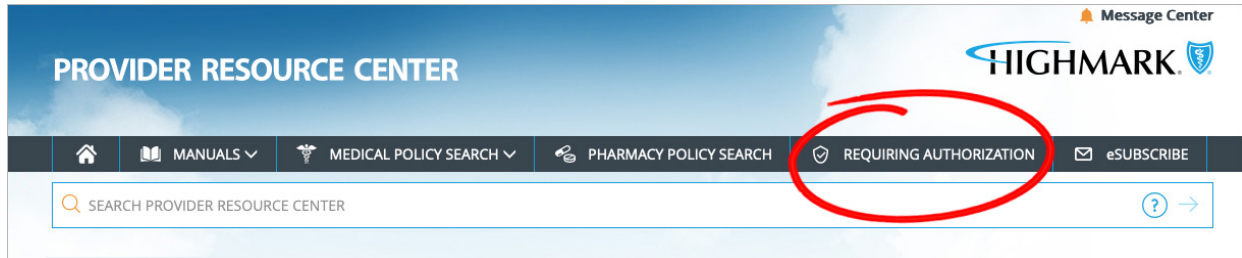 Message Center
PROVIDER RESOURCE CENTER
HIGHMARK.
MANUALS
MEDICAL POLICY SEARCH
PHARMACY POLICY SEARCH
REQUIRING AUTHORIZATION
eSUBSCRIBE
SEARCH PROVIDER RESOURCE CENTER
?